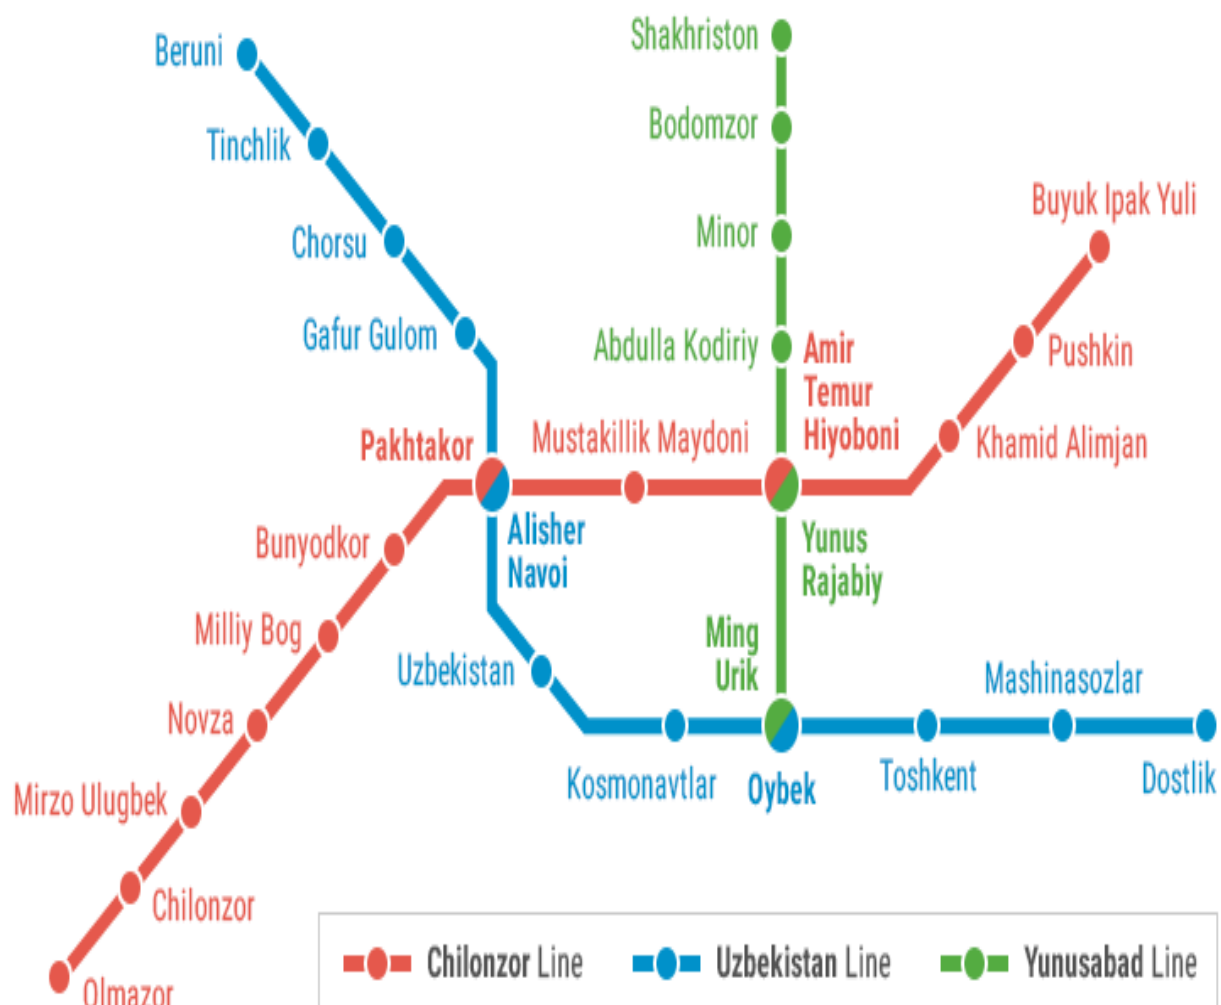 Shakhriston
Beruni
Bodomzor
Tinchlik
Buyuk Ipak Yuli
Minor
Chorsu
Gafur Gulom
Abdulla Kodiriy
Amir
Temur
Hiyoboni
Pushkin
Pakhtakor
Mustakillik Maydoni
Khamid Alimjan
Bunyodkor
Alisher
Navoi
Yunus
Rajabiy
Milliy Bog
Ming
Urik
Uzbekistan
Mashinasozlar
Novza
Kosmonavtlar
Oybek
Toshkent
Dostlik
Mirzo Ulugbek
Chilonzor
Olmazor
Chilonzor Line
Uzbekistan Line
Yunusabad Line